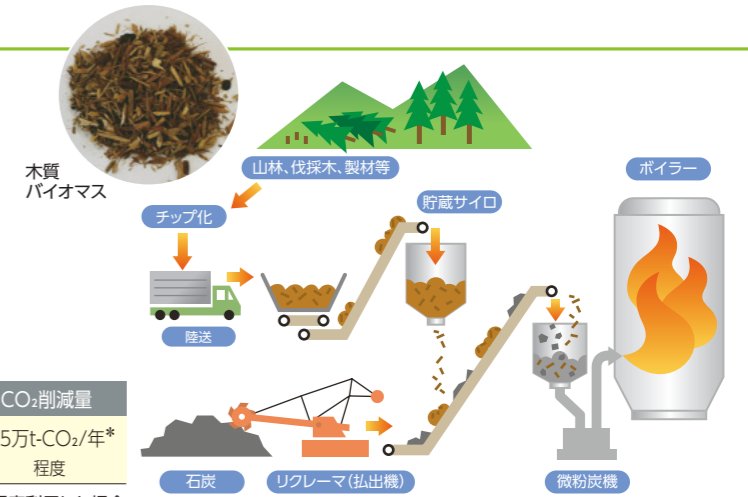 木質
バイオマス
山林、伐採木、製材等
チップ化
陸送
貯蔵サイロ
ボイラー
CO₂削減量
5万t-CO₂/年*
程度
石炭
リクレーマ(払出機)
微粉炭機